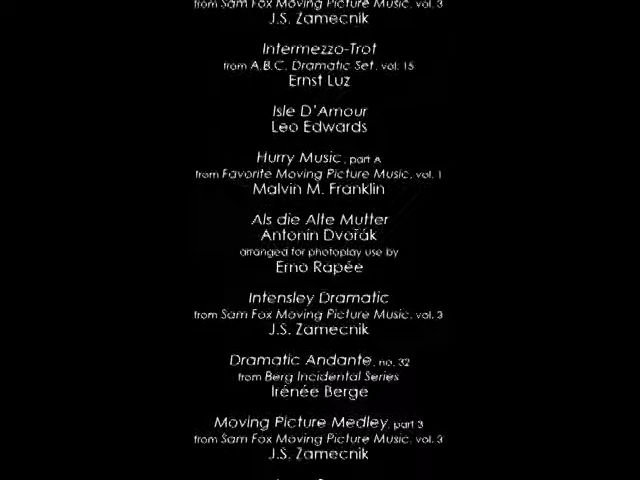 from Sam Fox Moving Picture Music, vol. 3
J.S. Zamecnik
Intermezzo-Trot
from A.B.C. Dramatic Set, vol. 15
Ernst Luz
Isle D'Amour
Leo Edwards
Hurry Music, part A
from Favorite Moving Picture Music, vol. 1
Malvin M. Franklin
Als die Alte Mutter
Antonín Dvořák
arranged for photoplay use by
Erno Rapée
Intensley Dramatic
from Sam Fox Moving Picture Music, vol. 3
J.S. Zamecnik
Dramatic Andante, no. 32
from Berg Incidental Series
Irénée Berge
Moving Picture Medley, part 3
from Sam Fox Moving Picture Music, vol. 3
J.S. Zamecnik